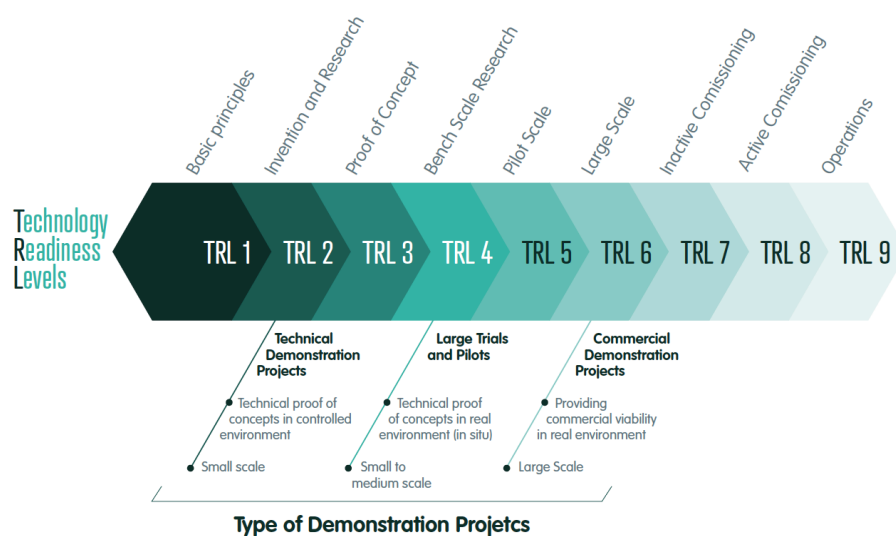 Basic principles
Invention and Research
Proof of Concept
Bench Scale Research
Pilot Scale
Large Scale
Inactive Comissioning
Active Comissioning
Operations
Technology
Readiness
Levels
TRL 1
TRL 2
TRL 3
TRL 4
TRL 5
TRL 6
TRL 7
TRL 8
TRL 9
Technical
Demonstration
Projects
Technical proof of
concepts in controlled
environment
Small scale
Large Trials
and Pilots
Technical proof
of concepts in real
environment (in situ)
Small to
medium scale
Commercial
Demonstration
Projects
Providing
commercial viability
in real environment
Large Scale
Type of Demonstration Projetcs